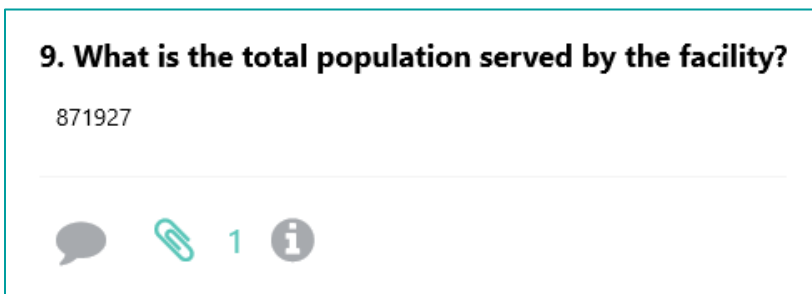 9. What is the total population served by the facility?
871927
1